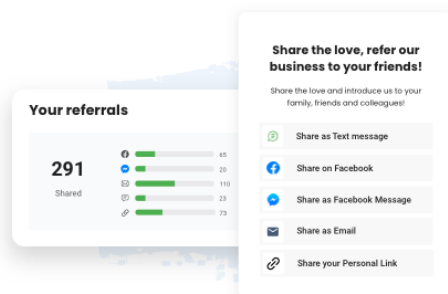 Share the love, refer our
business to your friends!
Share the love and introduce us to your
family, friends and colleagues!
Share as Text message
Share on Facebook
Share as Facebook Message
Share as Email
Share your Personal Link
Your referrals
291
Shared
65
20
110
23
73